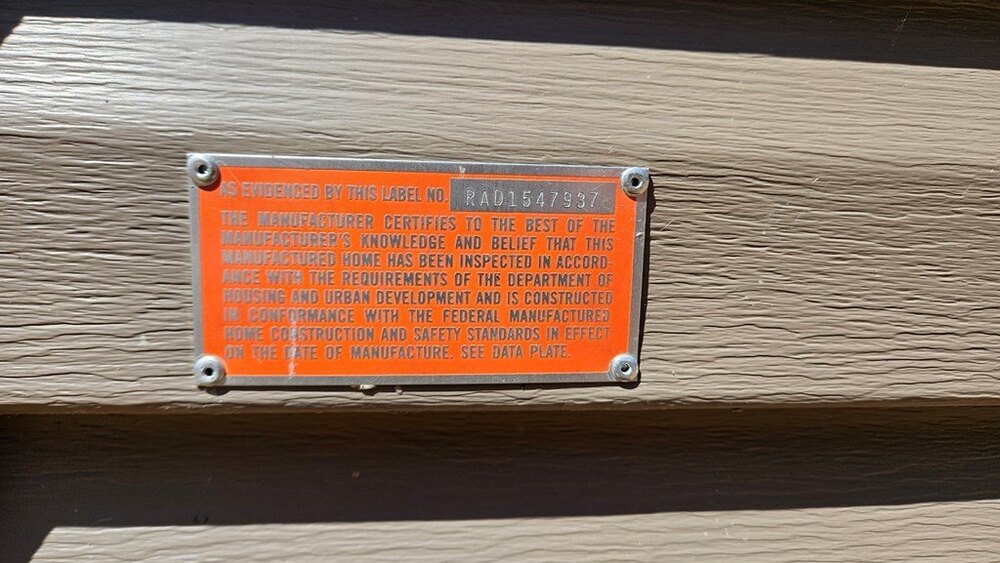 AS EVIDENCED BY THIS LABEL NO. RAD1547937
THE MANUFACTURER CERTIFIES TO THE BEST OF THE
MANUFACTURER'S KNOWLEDGE AND BELIEF THAT THIS
MANUFACTURED HOME HAS BEEN INSPECTED IN ACCORD-
ANCE WITH THE REQUIREMENTS OF THE DEPARTMENT OF
HOUSING AND URBAN DEVELOPMENT AND IS CONSTRUCTED
IN CONFORMANCE WITH THE FEDERAL MANUFACTURED
HOME CONSTRUCTION AND SAFETY STANDARDS IN EFFECT
ON THE DATE OF MANUFACTURE. SEE DATA PLATE.